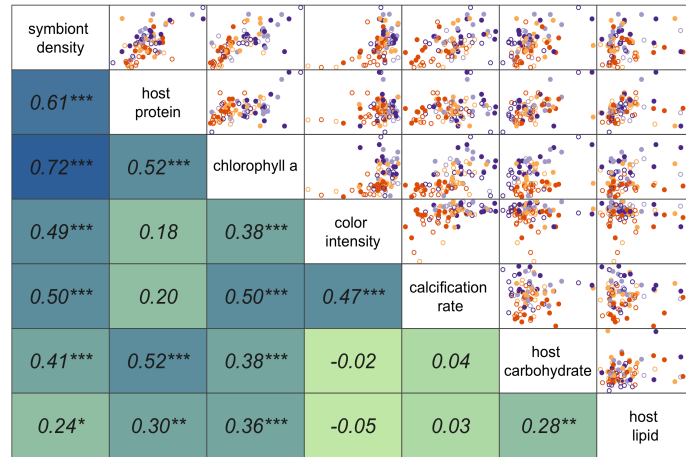 symbiont
density
0.61***
host
protein
0.72***
0.52***
chlorophyll a
0.49***
0.18
0.38***
color
intensity
0.50***
0.20
0.50***
0.47***
calcification
rate
0.41***
0.52***
0.38***
-0.02
0.04
host
carbohydrate
0.24*
0.30**
0.36***
-0.05
0.03
0.28**
host
lipid